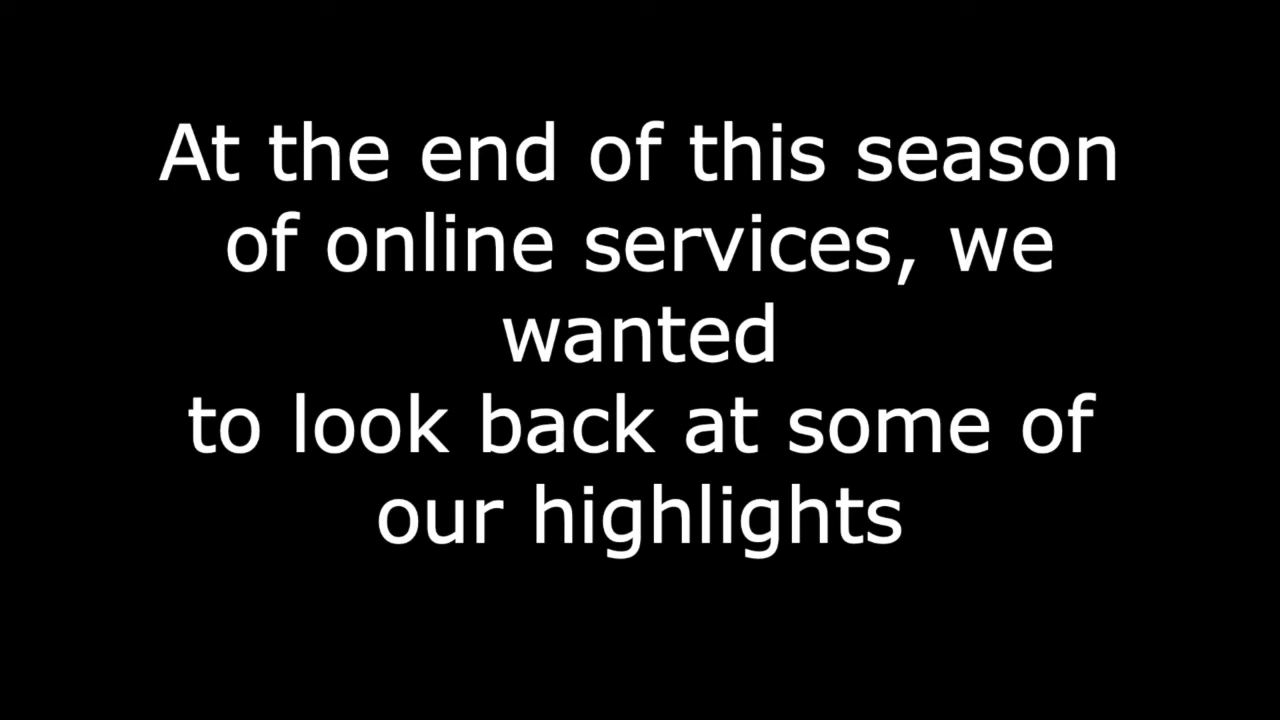 At the end of this season
of online services, we
wanted
to look back at some of
our highlights